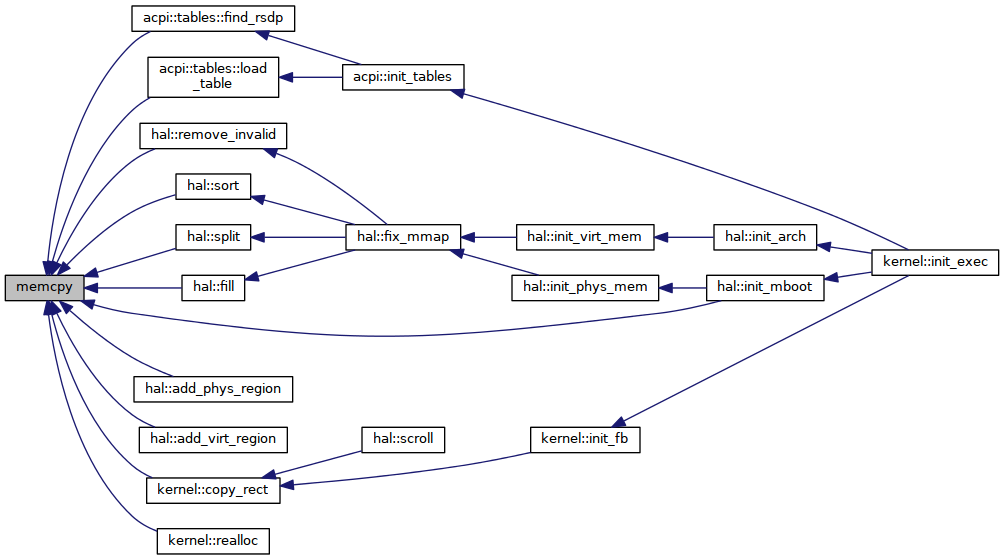 acpi::tables::find_rsdp
acpi::tables::load
_table
acpi::init_tables
hal::remove_invalid
hal::sort
hal::split
hal::fix_mmap
hal::init_virt_mem
hal::init_arch
kernel::init_exec
memcpy
hal::fill
hal::init_phys_mem
hal::init_mboot
hal::add_phys_region
hal::add_virt_region
hal::scroll
kernel::init_fb
kernel::copy_rect
kernel::realloc